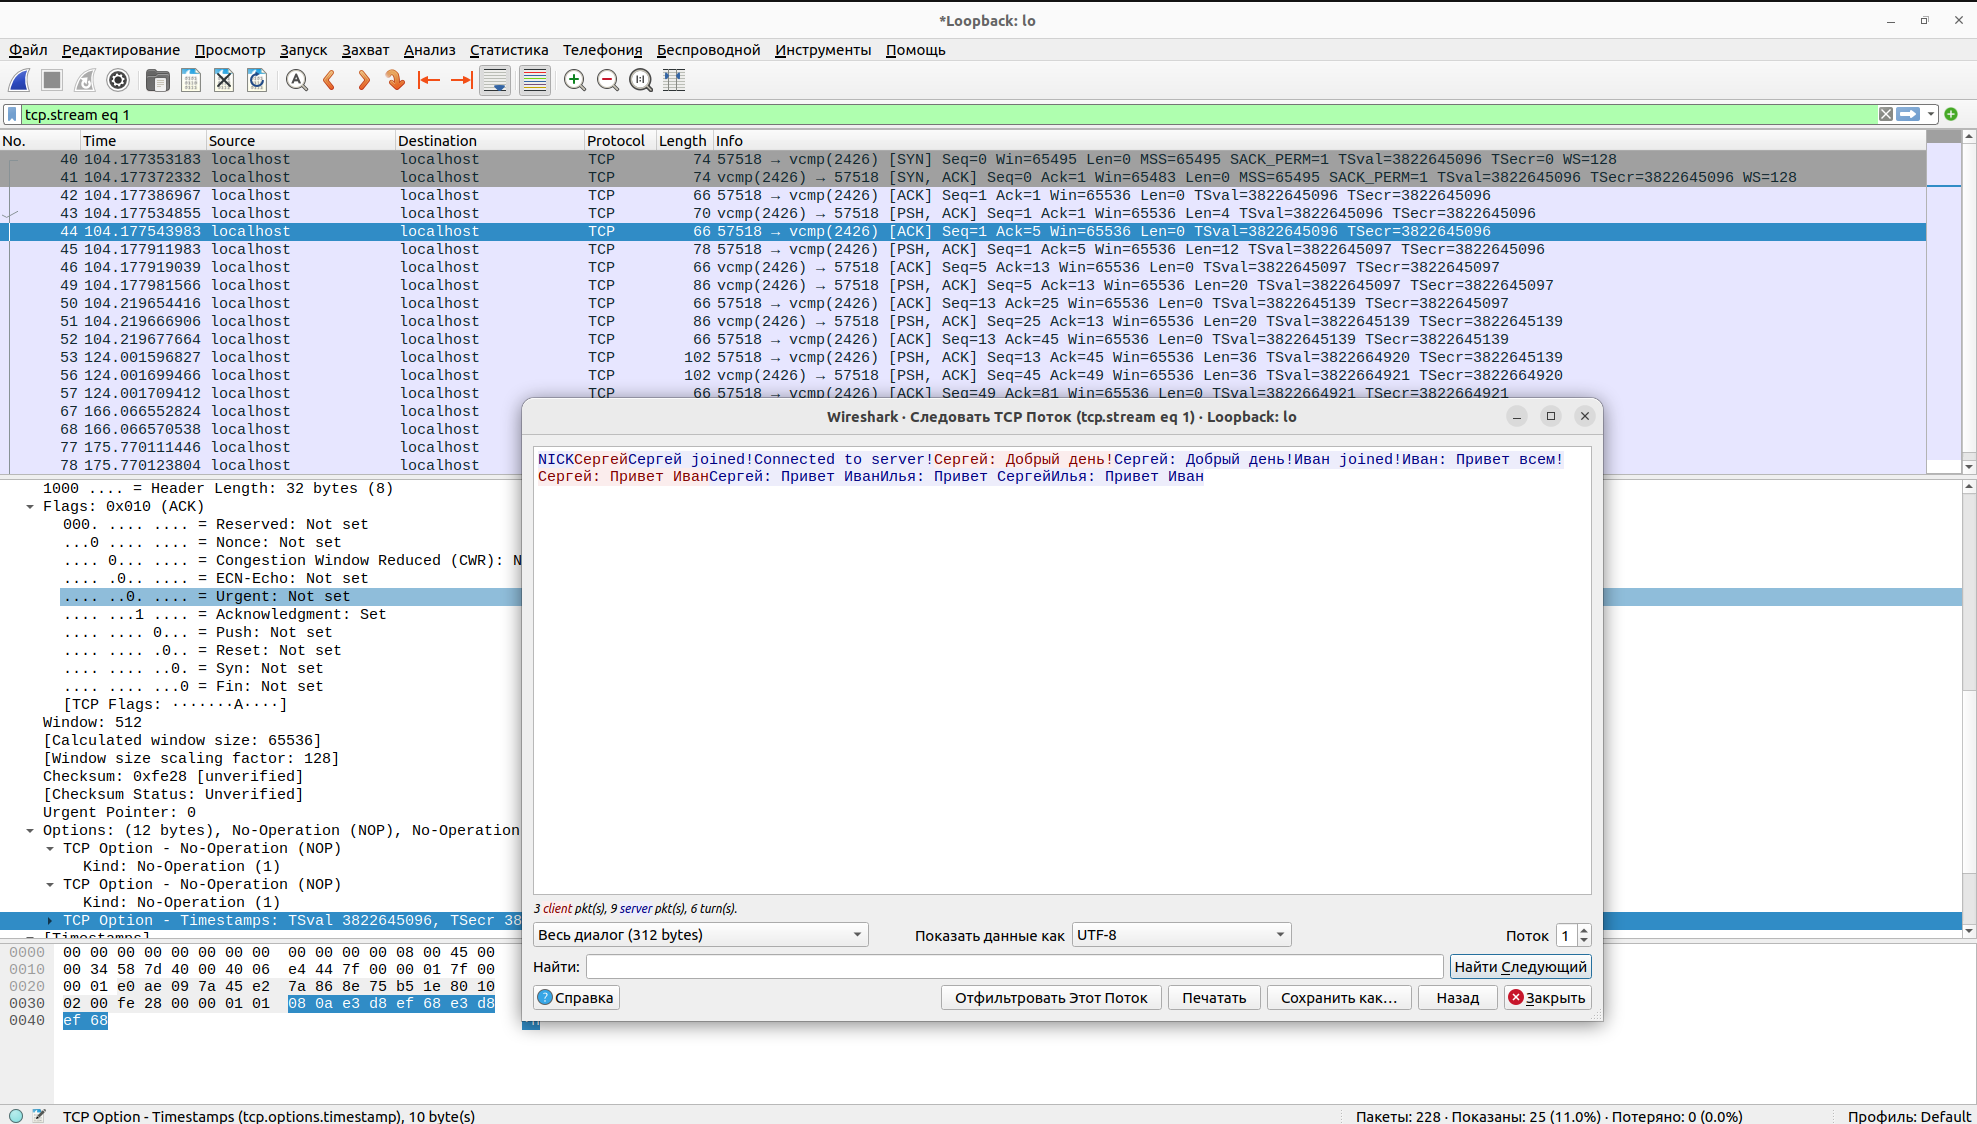 *Loopback: lo
Файл Редактирование Просмотр Запуск Захват Анализ Статистика Телефония Беспроводной Инструменты Помощь
tcp.stream eq 1
No. Time Source Destination Protocol Length Info
40 104.177353183 localhost localhost TCP 74 57518 → vcmp(2426) [SYN] Seq=0 Win=65495 Len=0 MSS=65495 SACK_PERM=1 TSval=3822645096 TSecr=0 WS=128
41 104.177372332 localhost localhost TCP 74 vcmp(2426) → 57518 [SYN, ACK] Seq=0 Ack=1 Win=65483 Len=0 MSS=65495 SACK_PERM=1 TSval=3822645096 TSecr=3822645096 WS=128
42 104.177386967 localhost localhost TCP 66 57518 → vcmp(2426) [ACK] Seq=1 Ack=1 Win=65536 Len=0 TSval=3822645096 TSecr=3822645096
43 104.177534855 localhost localhost TCP 70 vcmp(2426) → 57518 [PSH, ACK] Seq=1 Ack=1 Win=65536 Len=4 TSval=3822645096 TSecr=3822645096
44 104.177543983 localhost localhost TCP 66 57518 → vcmp(2426) [ACK] Seq=1 Ack=5 Win=65536 Len=0 TSval=3822645096 TSecr=3822645096
45 104.177911983 localhost localhost TCP 78 57518 → vcmp(2426) [PSH, ACK] Seq=1 Ack=5 Win=65536 Len=12 TSval=3822645097 TSecr=3822645096
46 104.177919039 localhost localhost TCP 66 vcmp(2426) → 57518 [ACK] Seq=5 Ack=13 Win=65536 Len=0 TSval=3822645097 TSecr=3822645097
49 104.177981566 localhost localhost TCP 86 vcmp(2426) → 57518 [PSH, ACK] Seq=5 Ack=13 Win=65536 Len=20 TSval=3822645097 TSecr=3822645097
50 104.219654416 localhost localhost TCP 66 57518 → vcmp(2426) [ACK] Seq=13 Ack=25 Win=65536 Len=0 TSval=3822645139 TSecr=3822645097
51 104.219666906 localhost localhost TCP 86 vcmp(2426) → 57518 [PSH, ACK] Seq=25 Ack=13 Win=65536 Len=20 TSval=3822645139 TSecr=3822645139
52 104.219677664 localhost localhost TCP 66 57518 → vcmp(2426) [ACK] Seq=13 Ack=45 Win=65536 Len=0 TSval=3822645139 TSecr=3822645139
53 124.001596827 localhost localhost TCP 102 57518 → vcmp(2426) [PSH, ACK] Seq=13 Ack=45 Win=65536 Len=36 TSval=3822664920 TSecr=3822645139
56 124.001699466 localhost localhost TCP 102 vcmp(2426) → 57518 [PSH, ACK] Seq=45 Ack=49 Win=65536 Len=36 TSval=3822664921 TSecr=3822664920
57 124.001709412 localhost localhost TCP 66 57518 → vcmp(2426) [ACK] Seq=49 Ack=81 Win=65536 Len=0 TSval=3822664921 TSecr=3822664921
67 166.066552824 localhost localhost
68 166.066570538 localhost localhost
77 175.770111446 localhost localhost
78 175.770123804 localhost localhost
1000 .... = Header Length: 32 bytes (8)
Flags: 0x010 (ACK)
000. .... .... = Reserved: Not set
...0 .... .... = Nonce: Not set
.... 0... .... = Congestion Window Reduced (CWR): N
.... .0.. .... = ECN-Echo: Not set
.... ..0. .... = Urgent: Not set
.... ...1 .... = Acknowledgment: Set
.... .... 0... = Push: Not set
.... .... .0.. = Reset: Not set
.... .... ..0. = Syn: Not set
.... .... ...0 = Fin: Not set
[TCP Flags: ·······A····]
Window: 512
[Calculated window size: 65536]
[Window size scaling factor: 128]
Checksum: 0xfe28 [unverified]
[Checksum Status: Unverified]
Urgent Pointer: 0
Options: (12 bytes), No-Operation (NOP), No-Operation
TCP Option - No-Operation (NOP)
Kind: No-Operation (1)
TCP Option - No-Operation (NOP)
Kind: No-Operation (1)
TCP Option - Timestamps: TSval 3822645096, TSecr 38
[Timestamps]
0000 00 00 00 00 00 00 00 00 00 00 00 00 08 00 45 00
0010 00 34 58 7d 40 00 40 06 e4 44 7f 00 00 01 7f 00
0020 00 01 e0 ae 09 7a 45 e2 7a 86 8e 75 b5 1e 80 10
0030 02 00 fe 28 00 00 01 01 08 0a e3 d8 ef 68 e3 d8
0040 ef 68
Wireshark · Следовать TCP Поток (tcp.stream eq 1) · Loopback: lo
NICKСергейСергей joined!Connected to server!Сергей: Добрый день!Сергей: Добрый день!Иван joined!Иван: Привет всем!
Сергей: Привет ИванСергей: Привет ИванИлья: Привет СергейИлья: Привет Иван
3 client pkt(s), 9 server pkt(s), 6 turn(s).
Весь диалог (312 bytes) Показать данные как UTF-8 Поток 1
Найти: Найти Следующий
Справка Отфильтровать Этот Поток Печатать Сохранить как… Назад Закрыть
TCP Option - Timestamps (tcp.options.timestamp), 10 byte(s) Пакеты: 228 · Показаны: 25 (11.0%) · Потеряно: 0 (0.0%) Профиль: Default